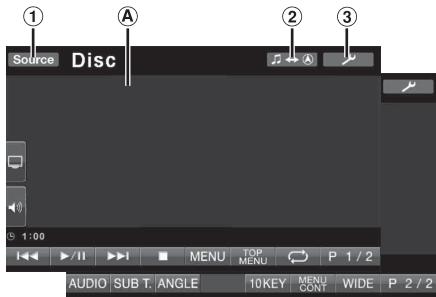 1 A 2 3
Source Disc
1:00
MENU TOP MENU P 1 / 2
AUDIO SUB T. ANGLE 10KEY MENU CONT WIDE P 2 / 2